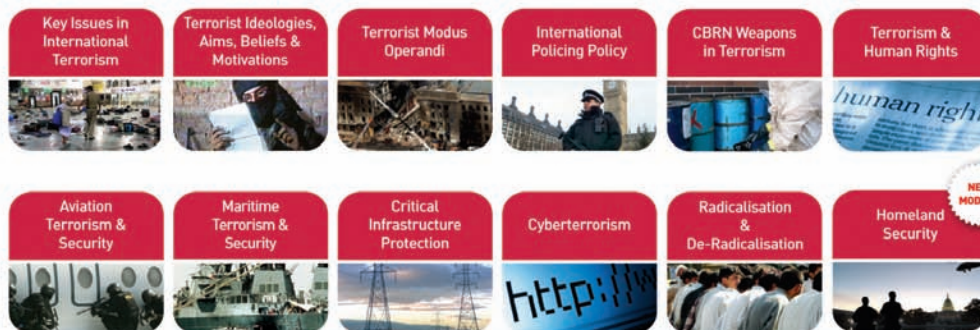 Key Issues in
International
Terrorism
Terrorist Ideologies,
Aims, Beliefs &
Motivations
Terrorist Modus
Operandi
International
Policing Policy
CBRN Weapons
in Terrorism
Terrorism &
Human Rights
human righ
Aviation
Terrorism &
Security
Maritime
Terrorism &
Security
Critical
Infrastructure
Protection
Cyberterrorism
http://w
Radicalisation
&
De-Radicalisation
Homeland
Security
NE
MOD